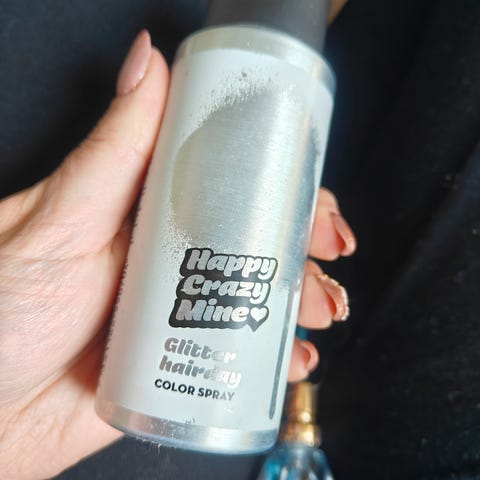 Happy
Crazy
Mine
Glitter
hairday
COLOR SPRAY